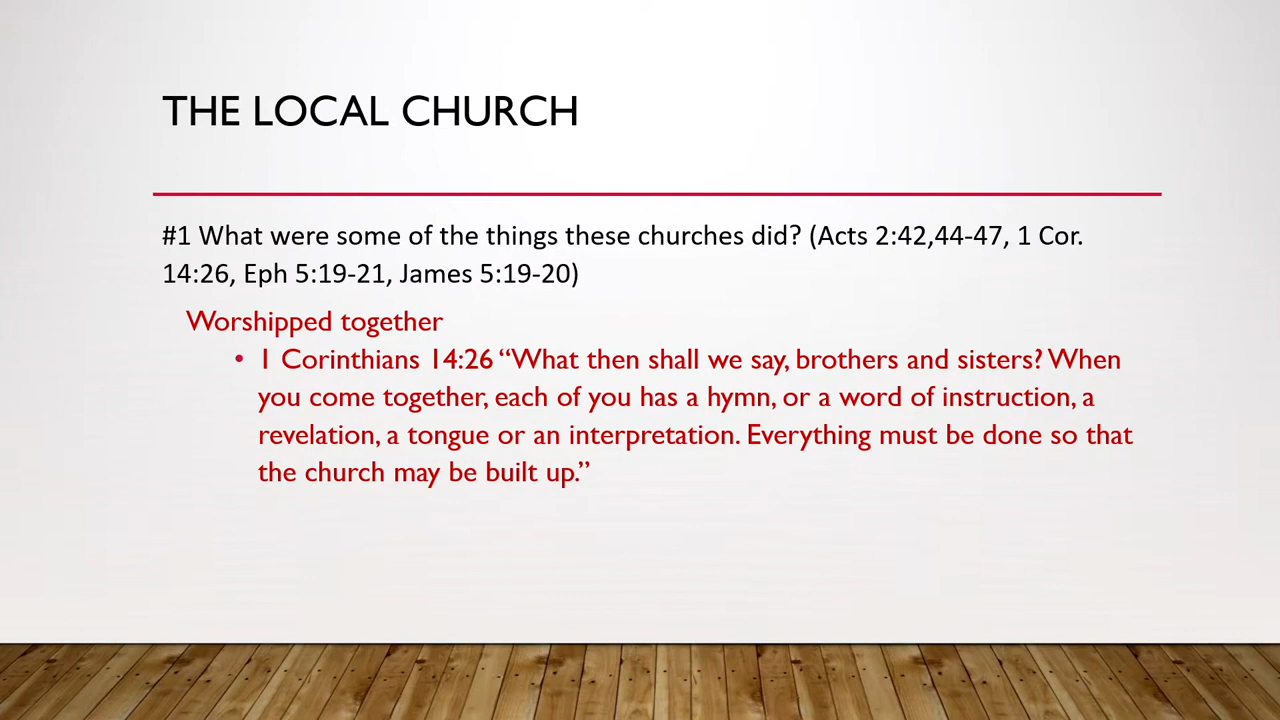 THE LOCAL CHURCH
#1 What were some of the things these churches did? (Acts 2:42,44-47, 1 Cor.
14:26, Eph 5:19-21, James 5:19-20)
Worshipped together
• 1 Corinthians 14:26 “What then shall we say, brothers and sisters? When
you come together, each of you has a hymn, or a word of instruction, a
revelation, a tongue or an interpretation. Everything must be done so that
the church may be built up.”